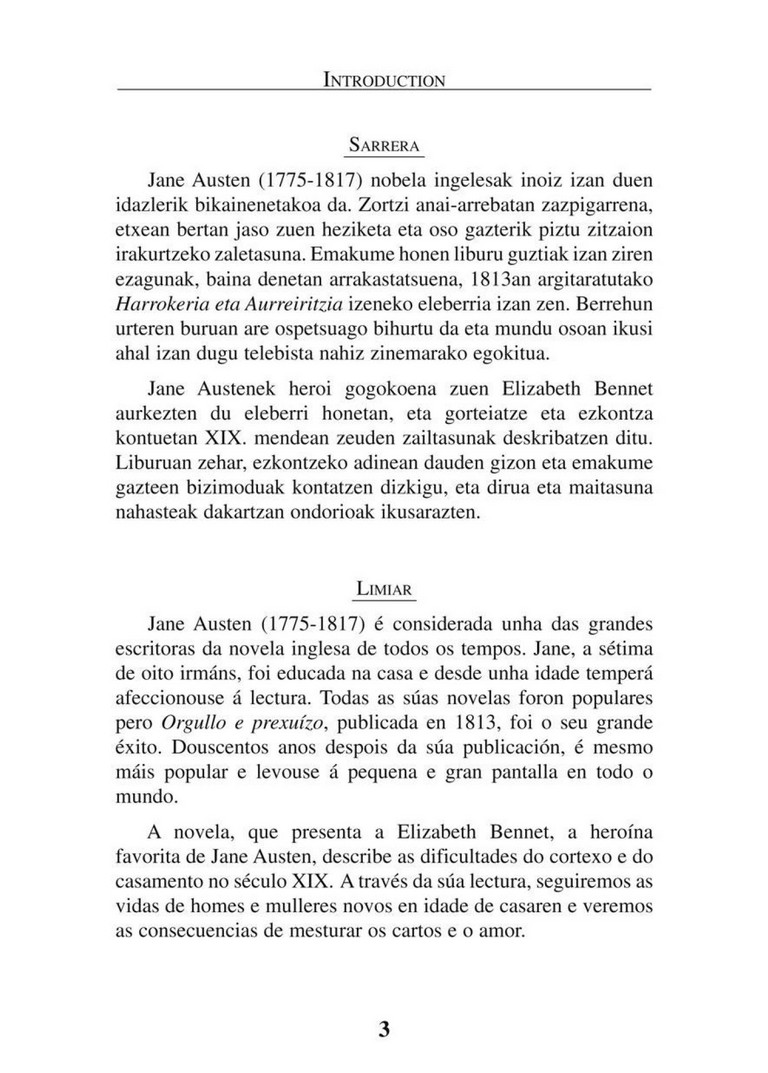 INTRODUCTION
SARRERA
Jane Austen (1775-1817) nobela ingelesak inoiz izan duen
idazlerik bikainenetakoa da. Zortzi anai-arrebatan zazpigarrena,
etxean bertan jaso zuen heziketa eta oso gazterik piztu zitzaion
irakurtzeko zaletasuna. Emakume honen liburu guztiak izan ziren
ezagunak, baina denetan arrakastatsuena, 1813an argitaratutako
Harrokeria eta Aurreiritzia izeneko eleberria izan zen. Berrehun
urteren buruan are ospetsuago bihurtu da eta mundu osoan ikusi
ahal izan dugu telebista nahiz zinemarako egokitua.
Jane Austenek heroi gogokoena zuen Elizabeth Bennet
aurkezten du eleberri honetan, eta gorteiatze eta ezkontza
kontuetan XIX. mendean zeuden zailtasunak deskribatzen ditu.
Liburuan zehar, ezkontzeko adinean dauden gizon eta emakume
gazteen bizimoduak kontatzen dizkigu, eta dirua eta maitasuna
nahasteak dakartzan ondorioak ikusarazten.
LIMIAR
Jane Austen (1775-1817) é considerada unha das grandes
escritoras da novela inglesa de todos os tempos. Jane, a sétima
de oito irmáns, foi educada na casa e desde unha idade temperá
afeccionouse á lectura. Todas as súas novelas foron populares
pero Orgullo e prexuízo, publicada en 1813, foi o seu grande
éxito. Douscentos anos despois da súa publicación, é mesmo
máis popular e levouse á pequena e gran pantalla en todo o
mundo.
A novela, que presenta a Elizabeth Bennet, a heroína
favorita de Jane Austen, describe as dificultades do cortexo e do
casamento no século XIX. A través da súa lectura, seguiremos as
vidas de homes e mulleres novos en idade de casaren e veremos
as consecuencias de mesturar os cartos e o amor.
3